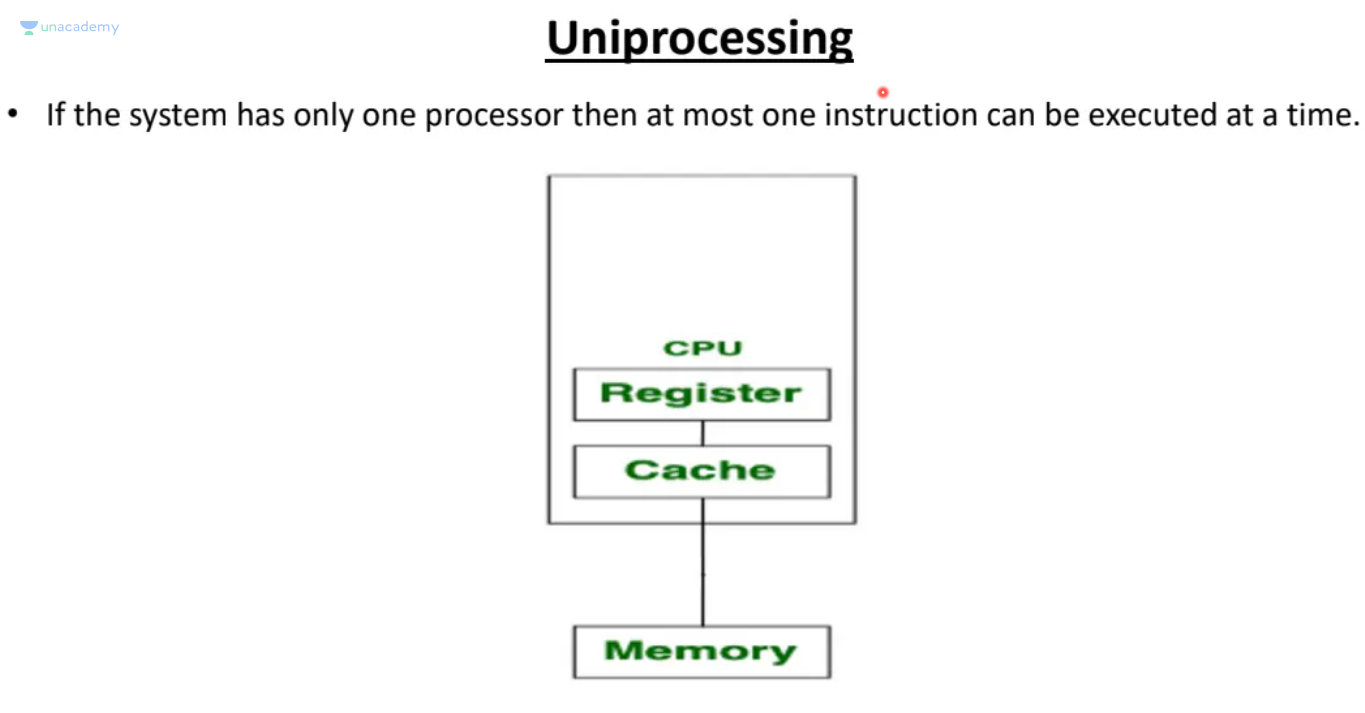 unacademy
Uniprocessing
• If the system has only one processor then at most one instruction can be executed at a time.
CPU
Register
Cache
Memory